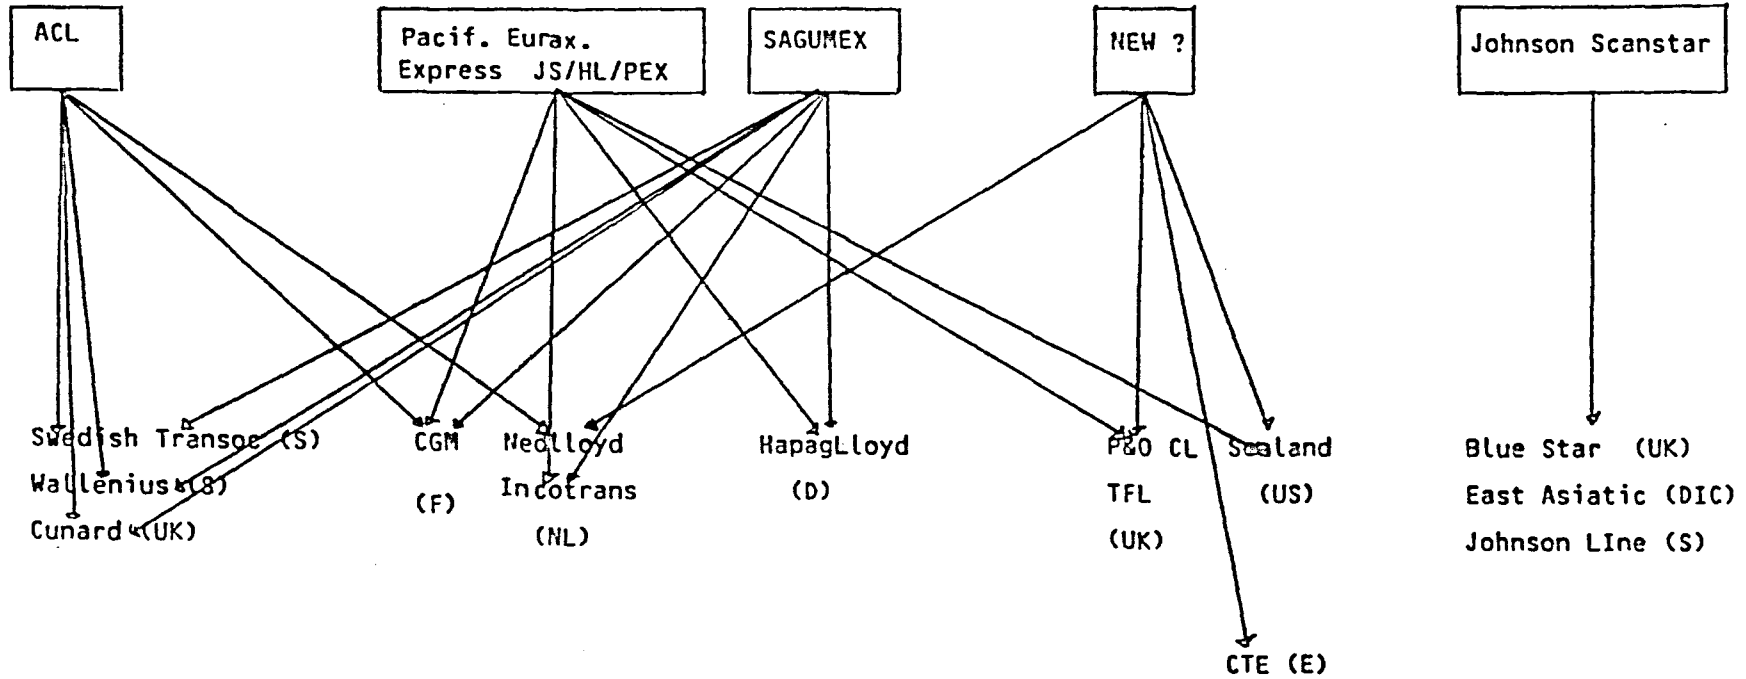 ACL
Pacif. Eurax.
Express JS/HL/PEX
SAGUMEX
NEW ?
Johnson Scanstar
Swedish Transoc (S)
Wallenius (S)
Cunard (UK)
CGM
(F)
Nedlloyd
Incotrans
(NL)
HapagLloyd
(D)
P&O CL
TFL
(UK)
Sealand
(US)
CTE (E)
Blue Star (UK)
East Asiatic (DIC)
Johnson LIne (S)